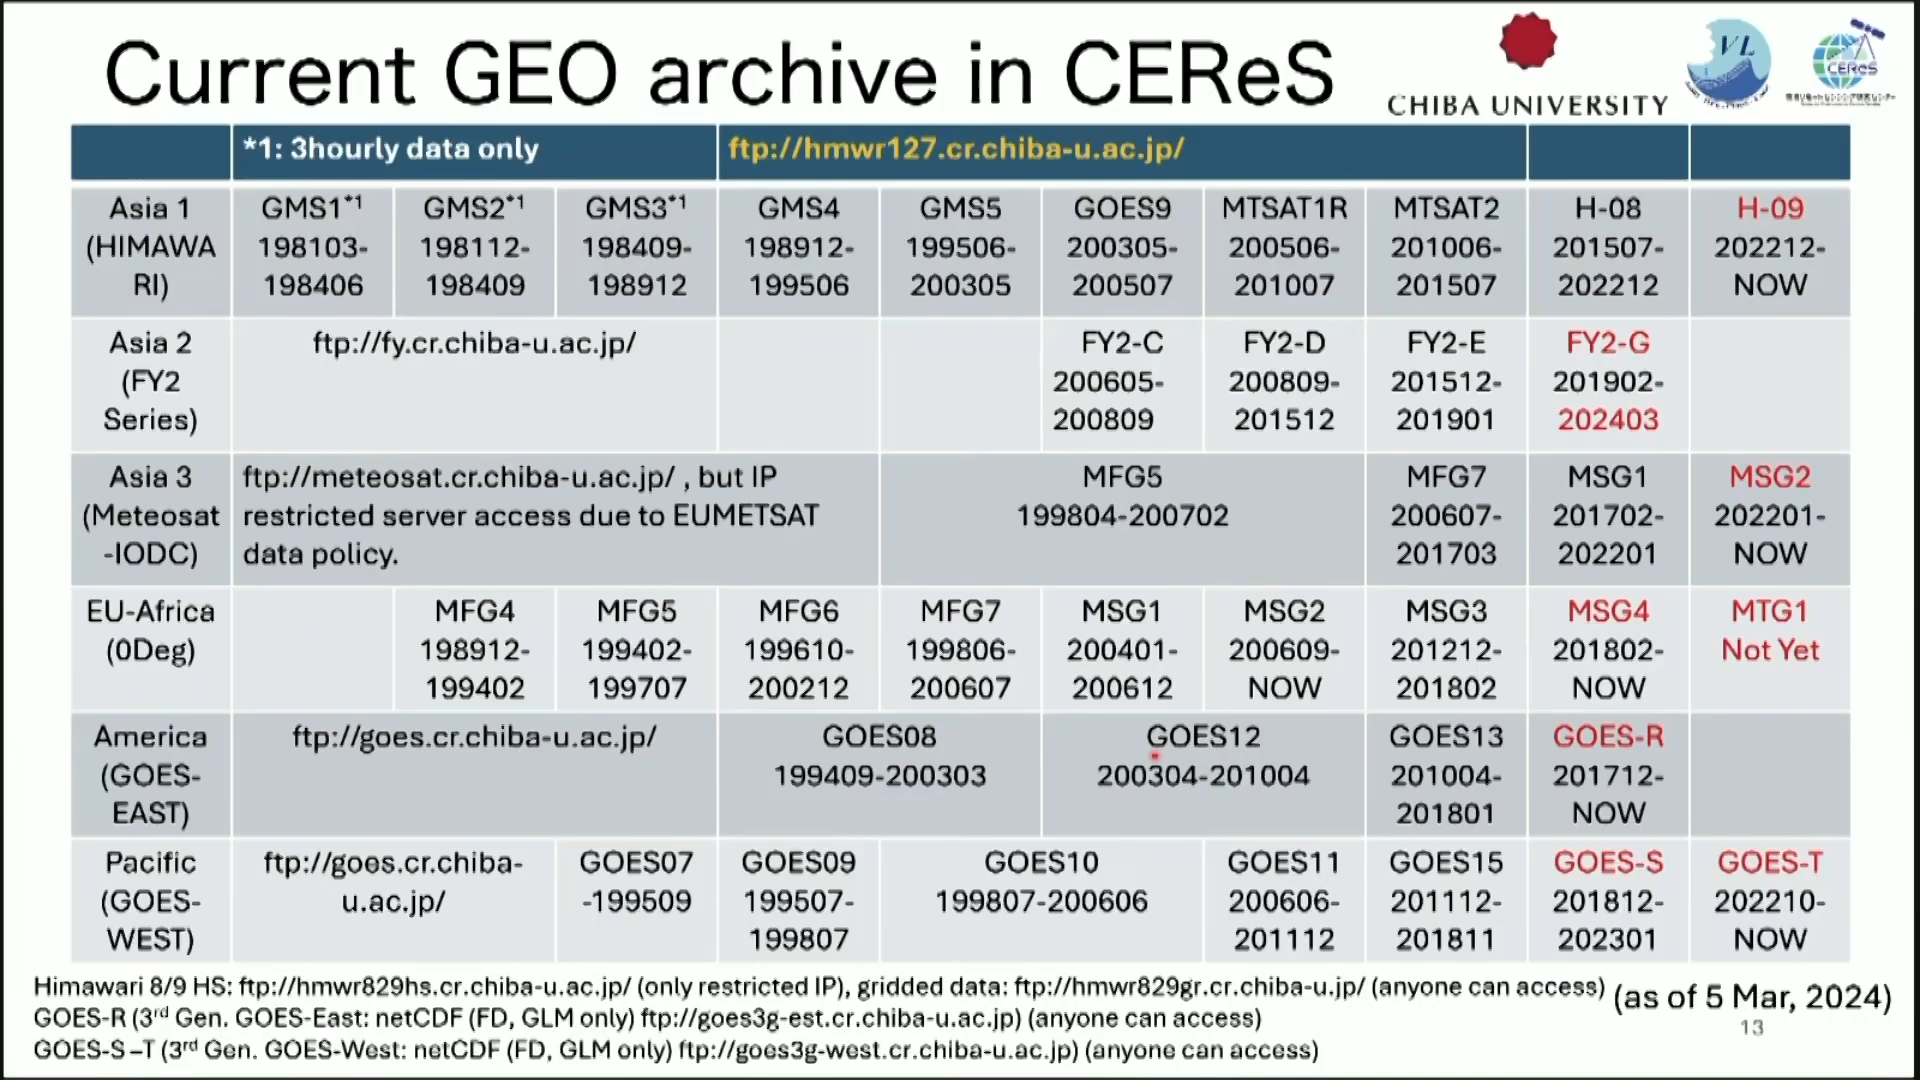 Current GEO archive in CEReS
CHIBA UNIVERSITY
VL
CEReS
*1: 3hourly data only
ftp://hmwr127.cr.chiba-u.ac.jp/
Asia 1
(HIMAWA
RI)
GMS1*1
198103-
198406
GMS2*1
198112-
198409
GMS3*1
198409-
198912
GMS4
198912-
199506
GMS5
199506-
200305
GOES9
200305-
200507
MTSAT1R
200506-
201007
MTSAT2
201006-
201507
H-08
201507-
202212
H-09
202212-
NOW
Asia 2
(FY2
Series)
ftp://fy.cr.chiba-u.ac.jp/
FY2-C
200605-
200809
FY2-D
200809-
201512
FY2-E
201512-
201901
FY2-G
201902-
202403
Asia 3
(Meteosat
-IODC)
ftp://meteosat.cr.chiba-u.ac.jp/ , but IP
restricted server access due to EUMETSAT
data policy.
MFG5
199804-200702
MFG7
200607-
201703
MSG1
201702-
202201
MSG2
202201-
NOW
EU-Africa
(0Deg)
MFG4
198912-
199402
MFG5
199402-
199707
MFG6
199610-
200212
MFG7
199806-
200607
MSG1
200401-
200612
MSG2
200609-
NOW
MSG3
201212-
201802
MSG4
201802-
NOW
MTG1
Not Yet
America
(GOES-
EAST)
ftp://goes.cr.chiba-u.ac.jp/
GOES08
199409-200303
GOES12
200304-201004
GOES13
201004-
201801
GOES-R
201712-
NOW
Pacific
(GOES-
WEST)
ftp://goes.cr.chiba-
u.ac.jp/
GOES07
-199509
GOES09
199507-
199807
GOES10
199807-200606
GOES11
200606-
201112
GOES15
201112-
201811
GOES-S
201812-
202301
GOES-T
202210-
NOW
Himawari 8/9 HS: ftp://hmwr829hs.cr.chiba-u.ac.jp/ (only restricted IP), gridded data: ftp://hmwr829gr.cr.chiba-u.jp/ (anyone can access)
(as of 5 Mar, 2024)
GOES-R (3rd Gen. GOES-East: netCDF (FD, GLM only) ftp://goes3g-est.cr.chiba-u.ac.jp) (anyone can access)
13
GOES-S –T (3rd Gen. GOES-West: netCDF (FD, GLM only) ftp://goes3g-west.cr.chiba-u.ac.jp) (anyone can access)